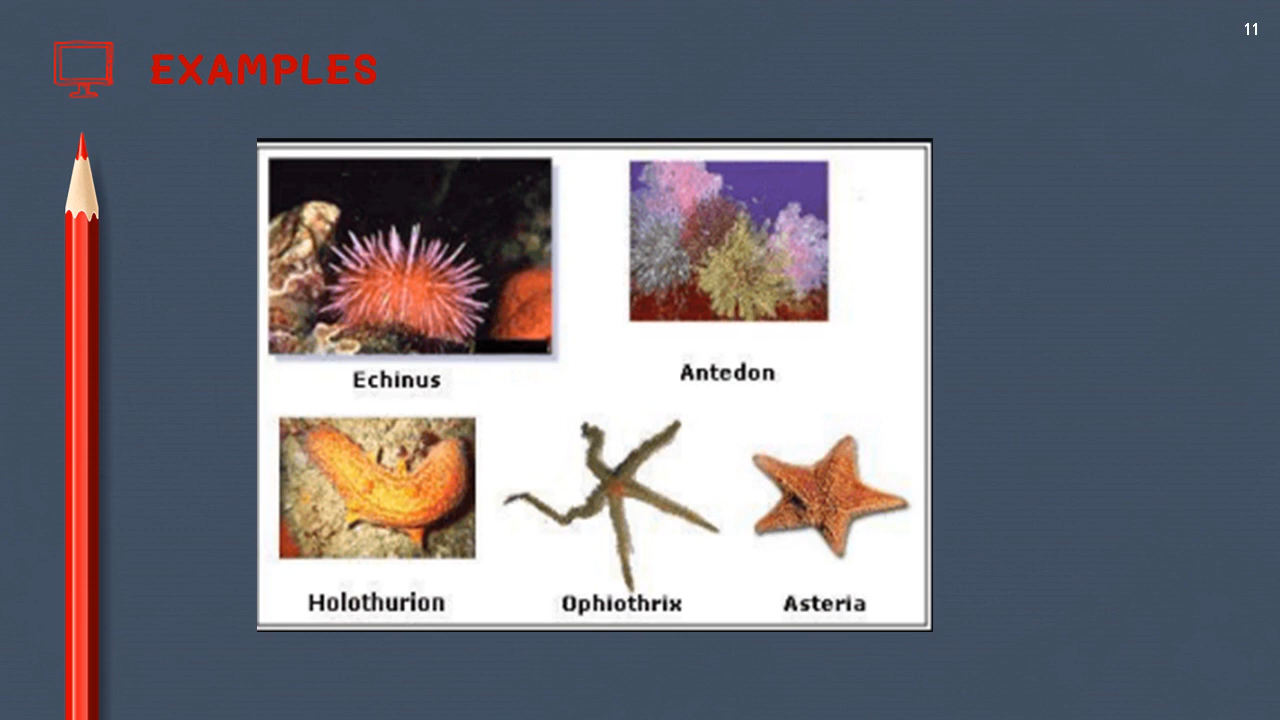 11
EXAMPLES
Echinus
Antedon
Holothurion
Ophiothrix
Asteria